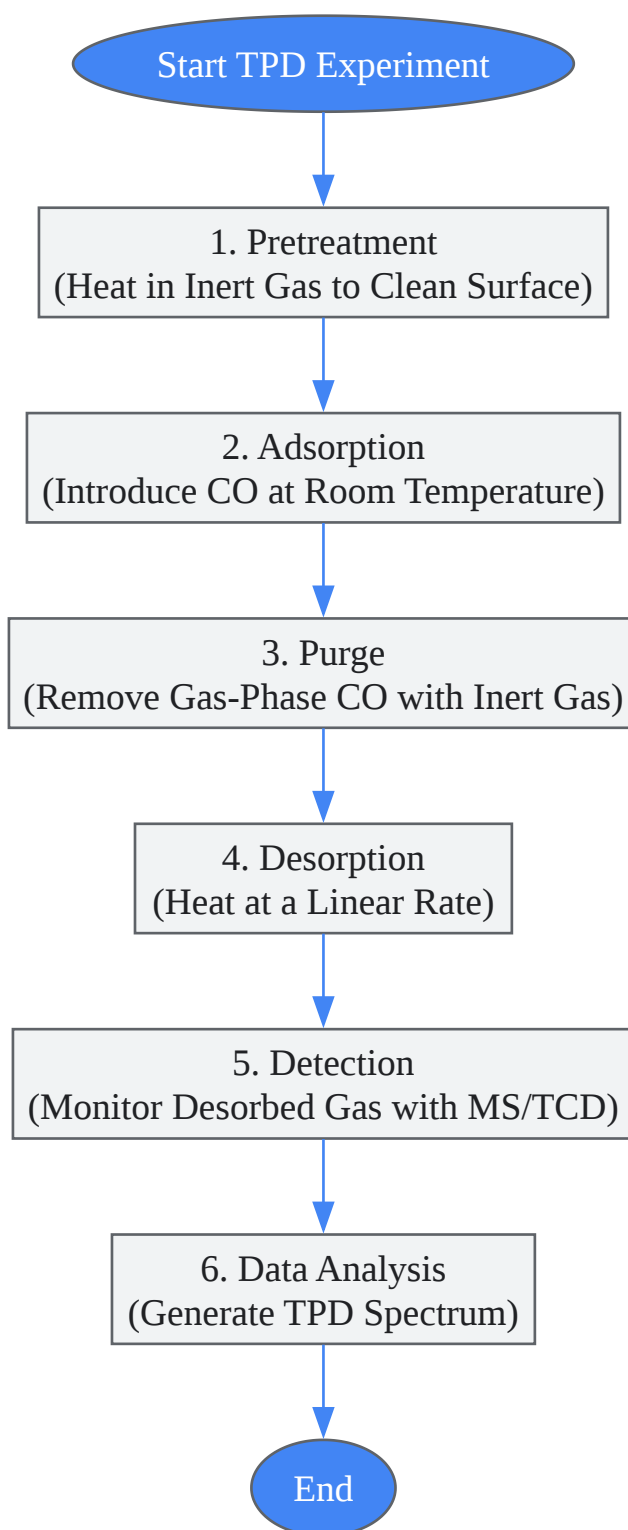 Start TPD Experiment
1. Pretreatment
(Heat in Inert Gas to Clean Surface)
2. Adsorption
(Introduce CO at Room Temperature)
3. Purge
(Remove Gas-Phase CO with Inert Gas)
4. Desorption
(Heat at a Linear Rate)
5. Detection
(Monitor Desorbed Gas with MS/TCD)
6. Data Analysis
(Generate TPD Spectrum)
End